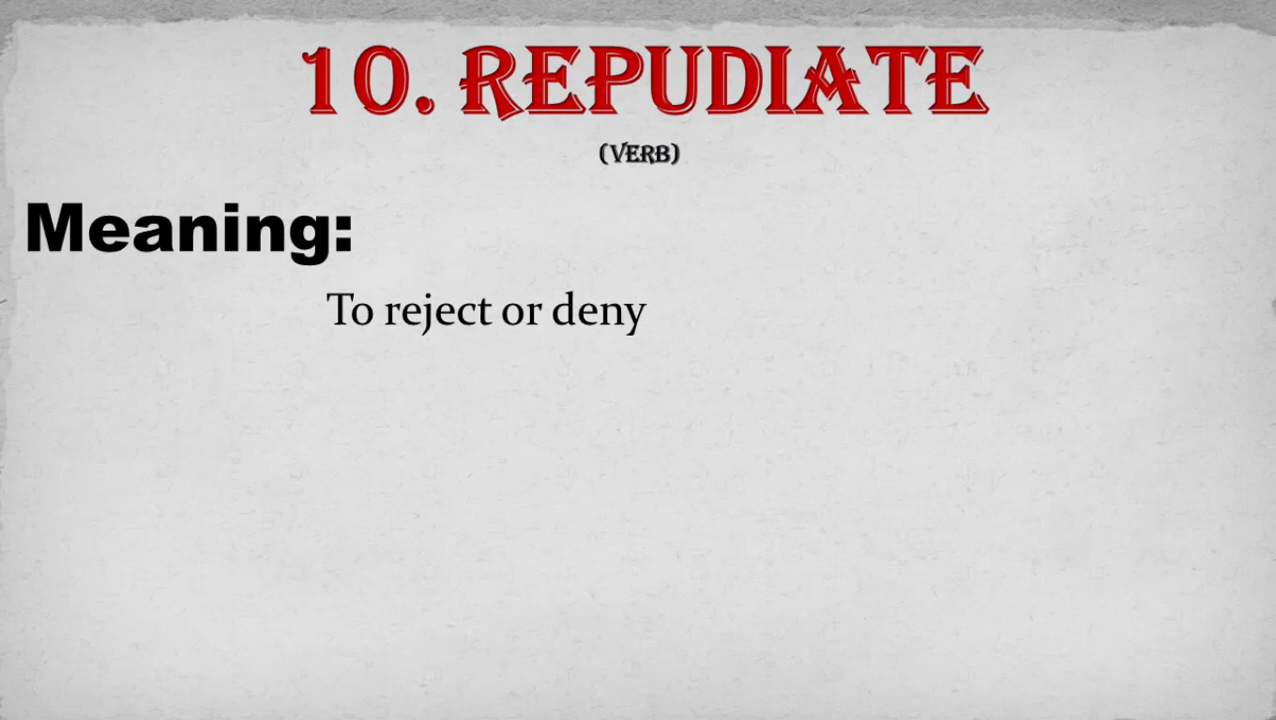 10. REPUDIATE
(VERB)
Meaning:
To reject or deny